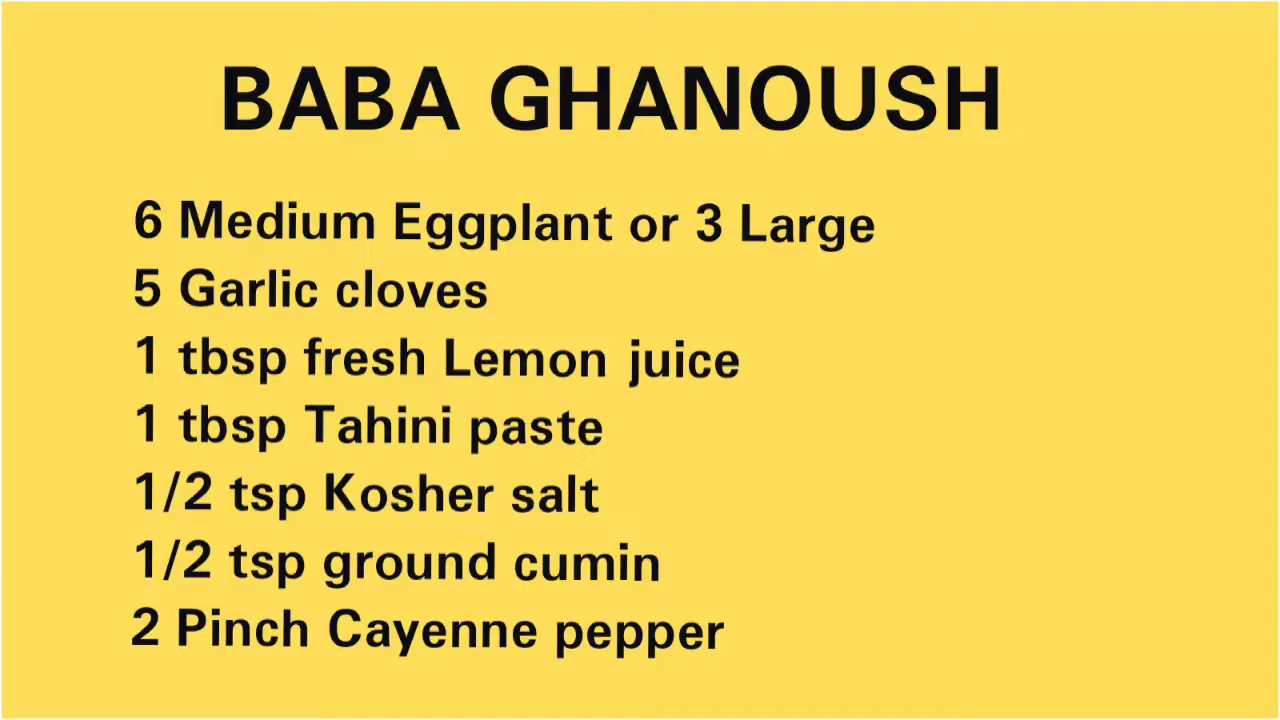 BABA GHANOUSH
6 Medium Eggplant or 3 Large
5 Garlic cloves
1 tbsp fresh Lemon juice
1 tbsp Tahini paste
1/2 tsp Kosher salt
1/2 tsp ground cumin
2 Pinch Cayenne pepper